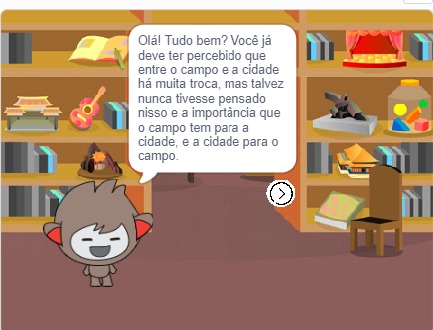 Olá! Tudo bem? Você já
deve ter percebido que
entre o campo e a cidade
há muita troca, mas talvez
nunca tivesse pensado
nisso e a importância que
o campo tem para a
cidade, e a cidade para o
campo.